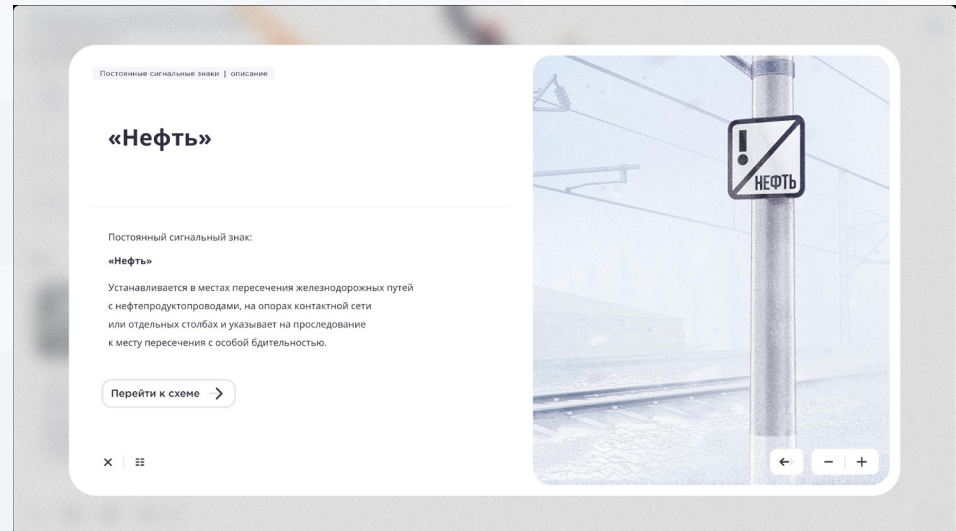 Постоянные сигнальные знаки | описание
«Нефть»
Постоянный сигнальный знак:
«Нефть»
Устанавливается в местах пересечения железнодорожных путей
с нефтепродуктопроводами, на опорах контактной сети
или отдельных столбах и указывает на проследование
к месту пересечения с особой бдительностью.
Перейти к схеме
!
НЕФТЬ